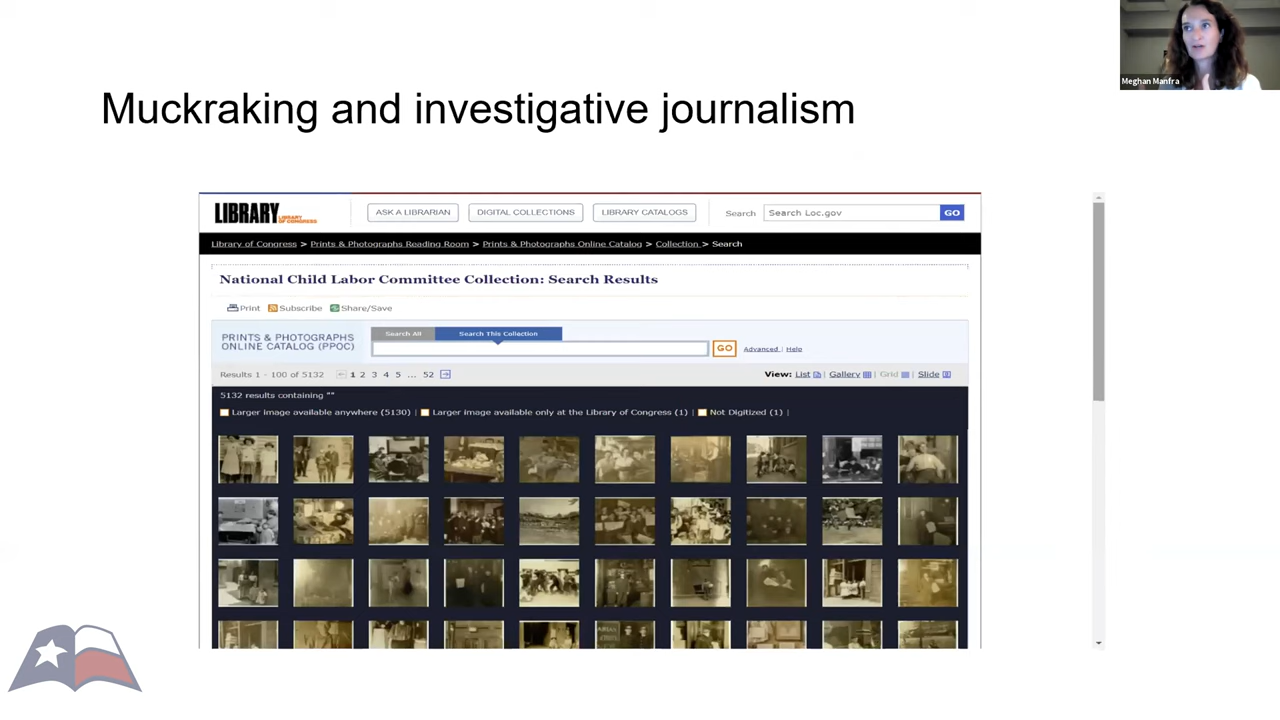 Meghan Manfra
Muckraking and investigative journalism
LIBRARY LIBRARY OF CONGRESS
ASK A LIBRARIAN
DIGITAL COLLECTIONS
LIBRARY CATALOGS
Search
Search Loc.gov
GO
Library of Congress > Prints & Photographs Reading Room > Prints & Photographs Online Catalog > Collection > Search
National Child Labor Committee Collection: Search Results
Print Subscribe Share/Save
PRINTS & PHOTOGRAPHS
ONLINE CATALOG (PPOC)
Search All
Search This Collection
GO
Advanced | Help
Results 1 - 100 of 5132
1 2 3 4 5 ... 52
View: List | Gallery | Grid | Slide
5132 results containing ""
Larger image available anywhere (5130) | Larger image available only at the Library of Congress (1) | Not Digitized (1) |